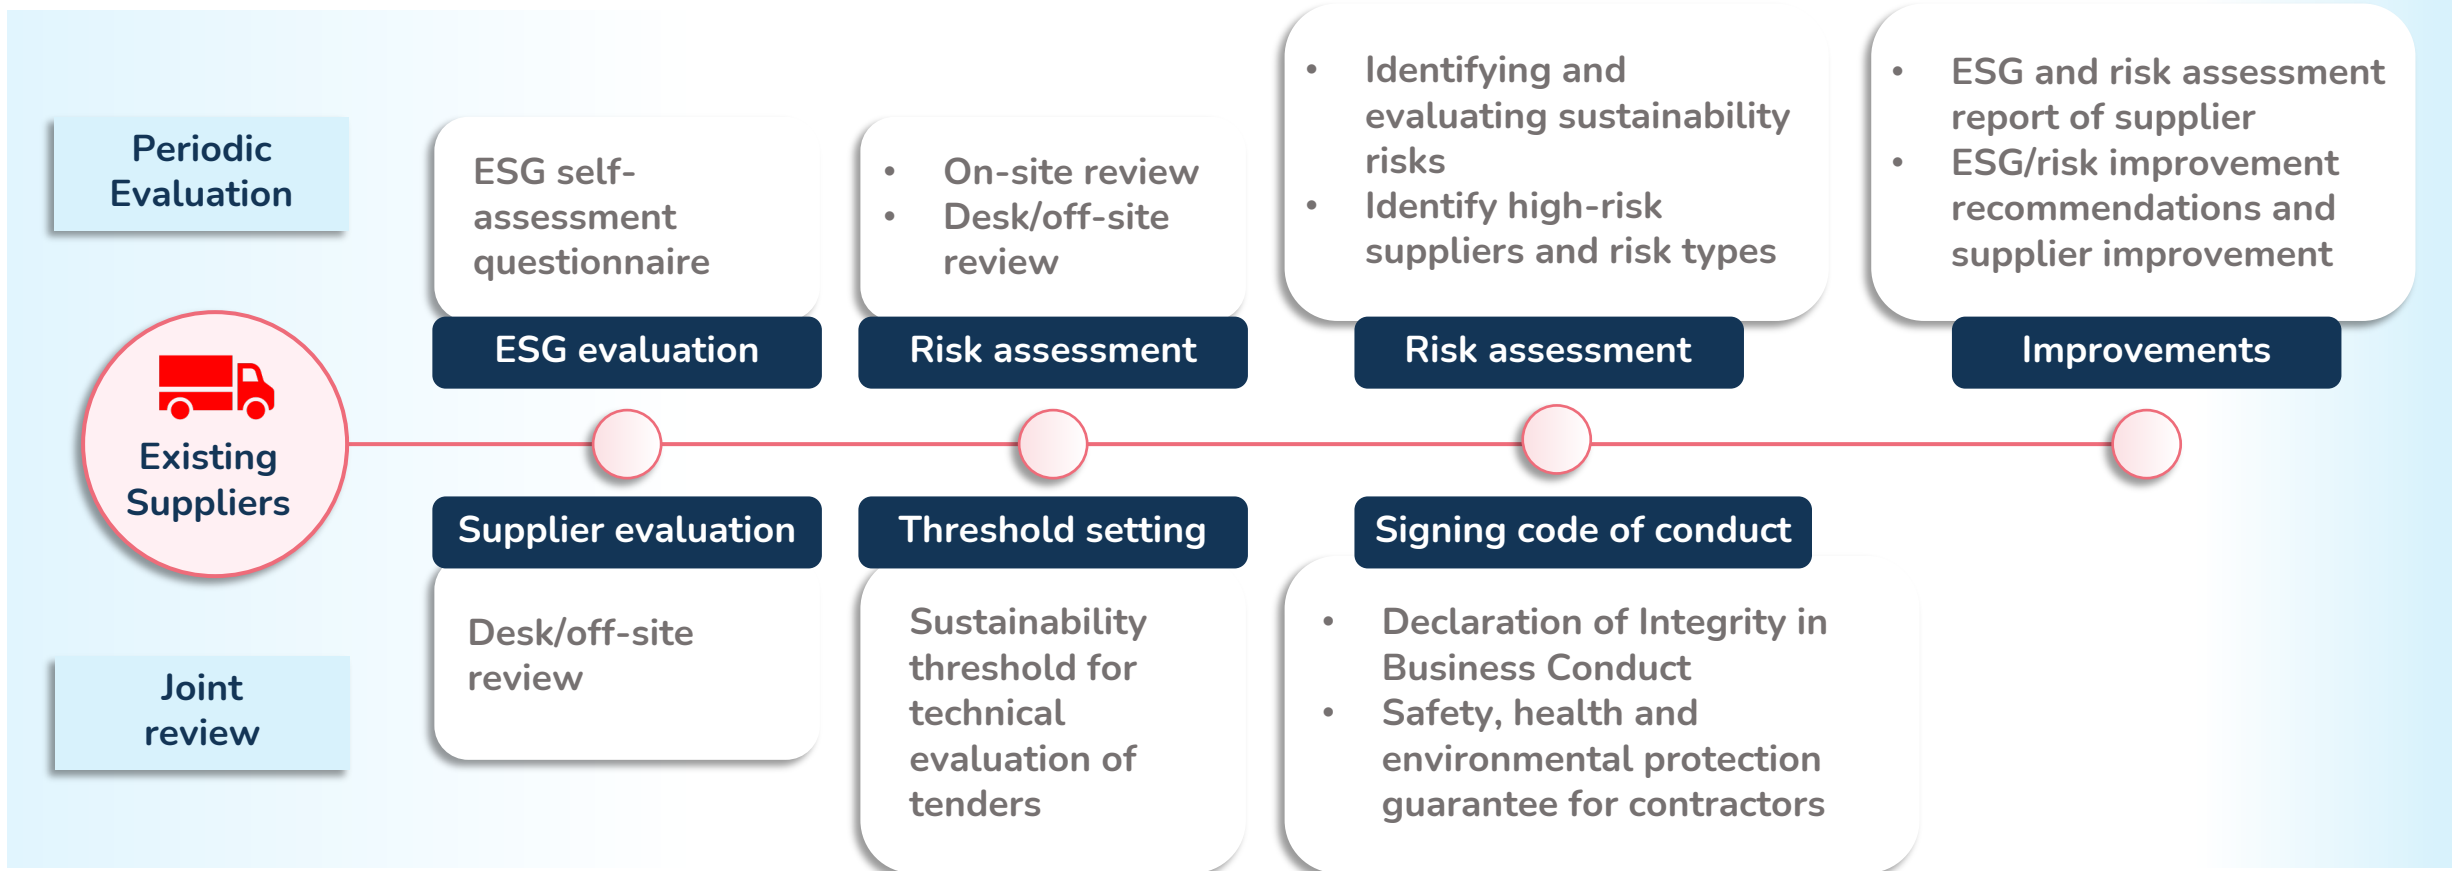 Periodic
Evaluation
ESG self-
assessment
questionnaire
ESG evaluation
• On-site review
• Desk/off-site
review
Risk assessment
• Identifying and
evaluating sustainability
risks
• Identify high-risk
suppliers and risk types
Risk assessment
• ESG and risk assessment
report of supplier
• ESG/risk improvement
recommendations and
supplier improvement
Improvements
Existing
Suppliers
Joint
review
Supplier evaluation
Desk/off-site
review
Threshold setting
Sustainability
threshold for
technical
evaluation of
tenders
Signing code of conduct
• Declaration of Integrity in
Business Conduct
• Safety, health and
environmental protection
guarantee for contractors